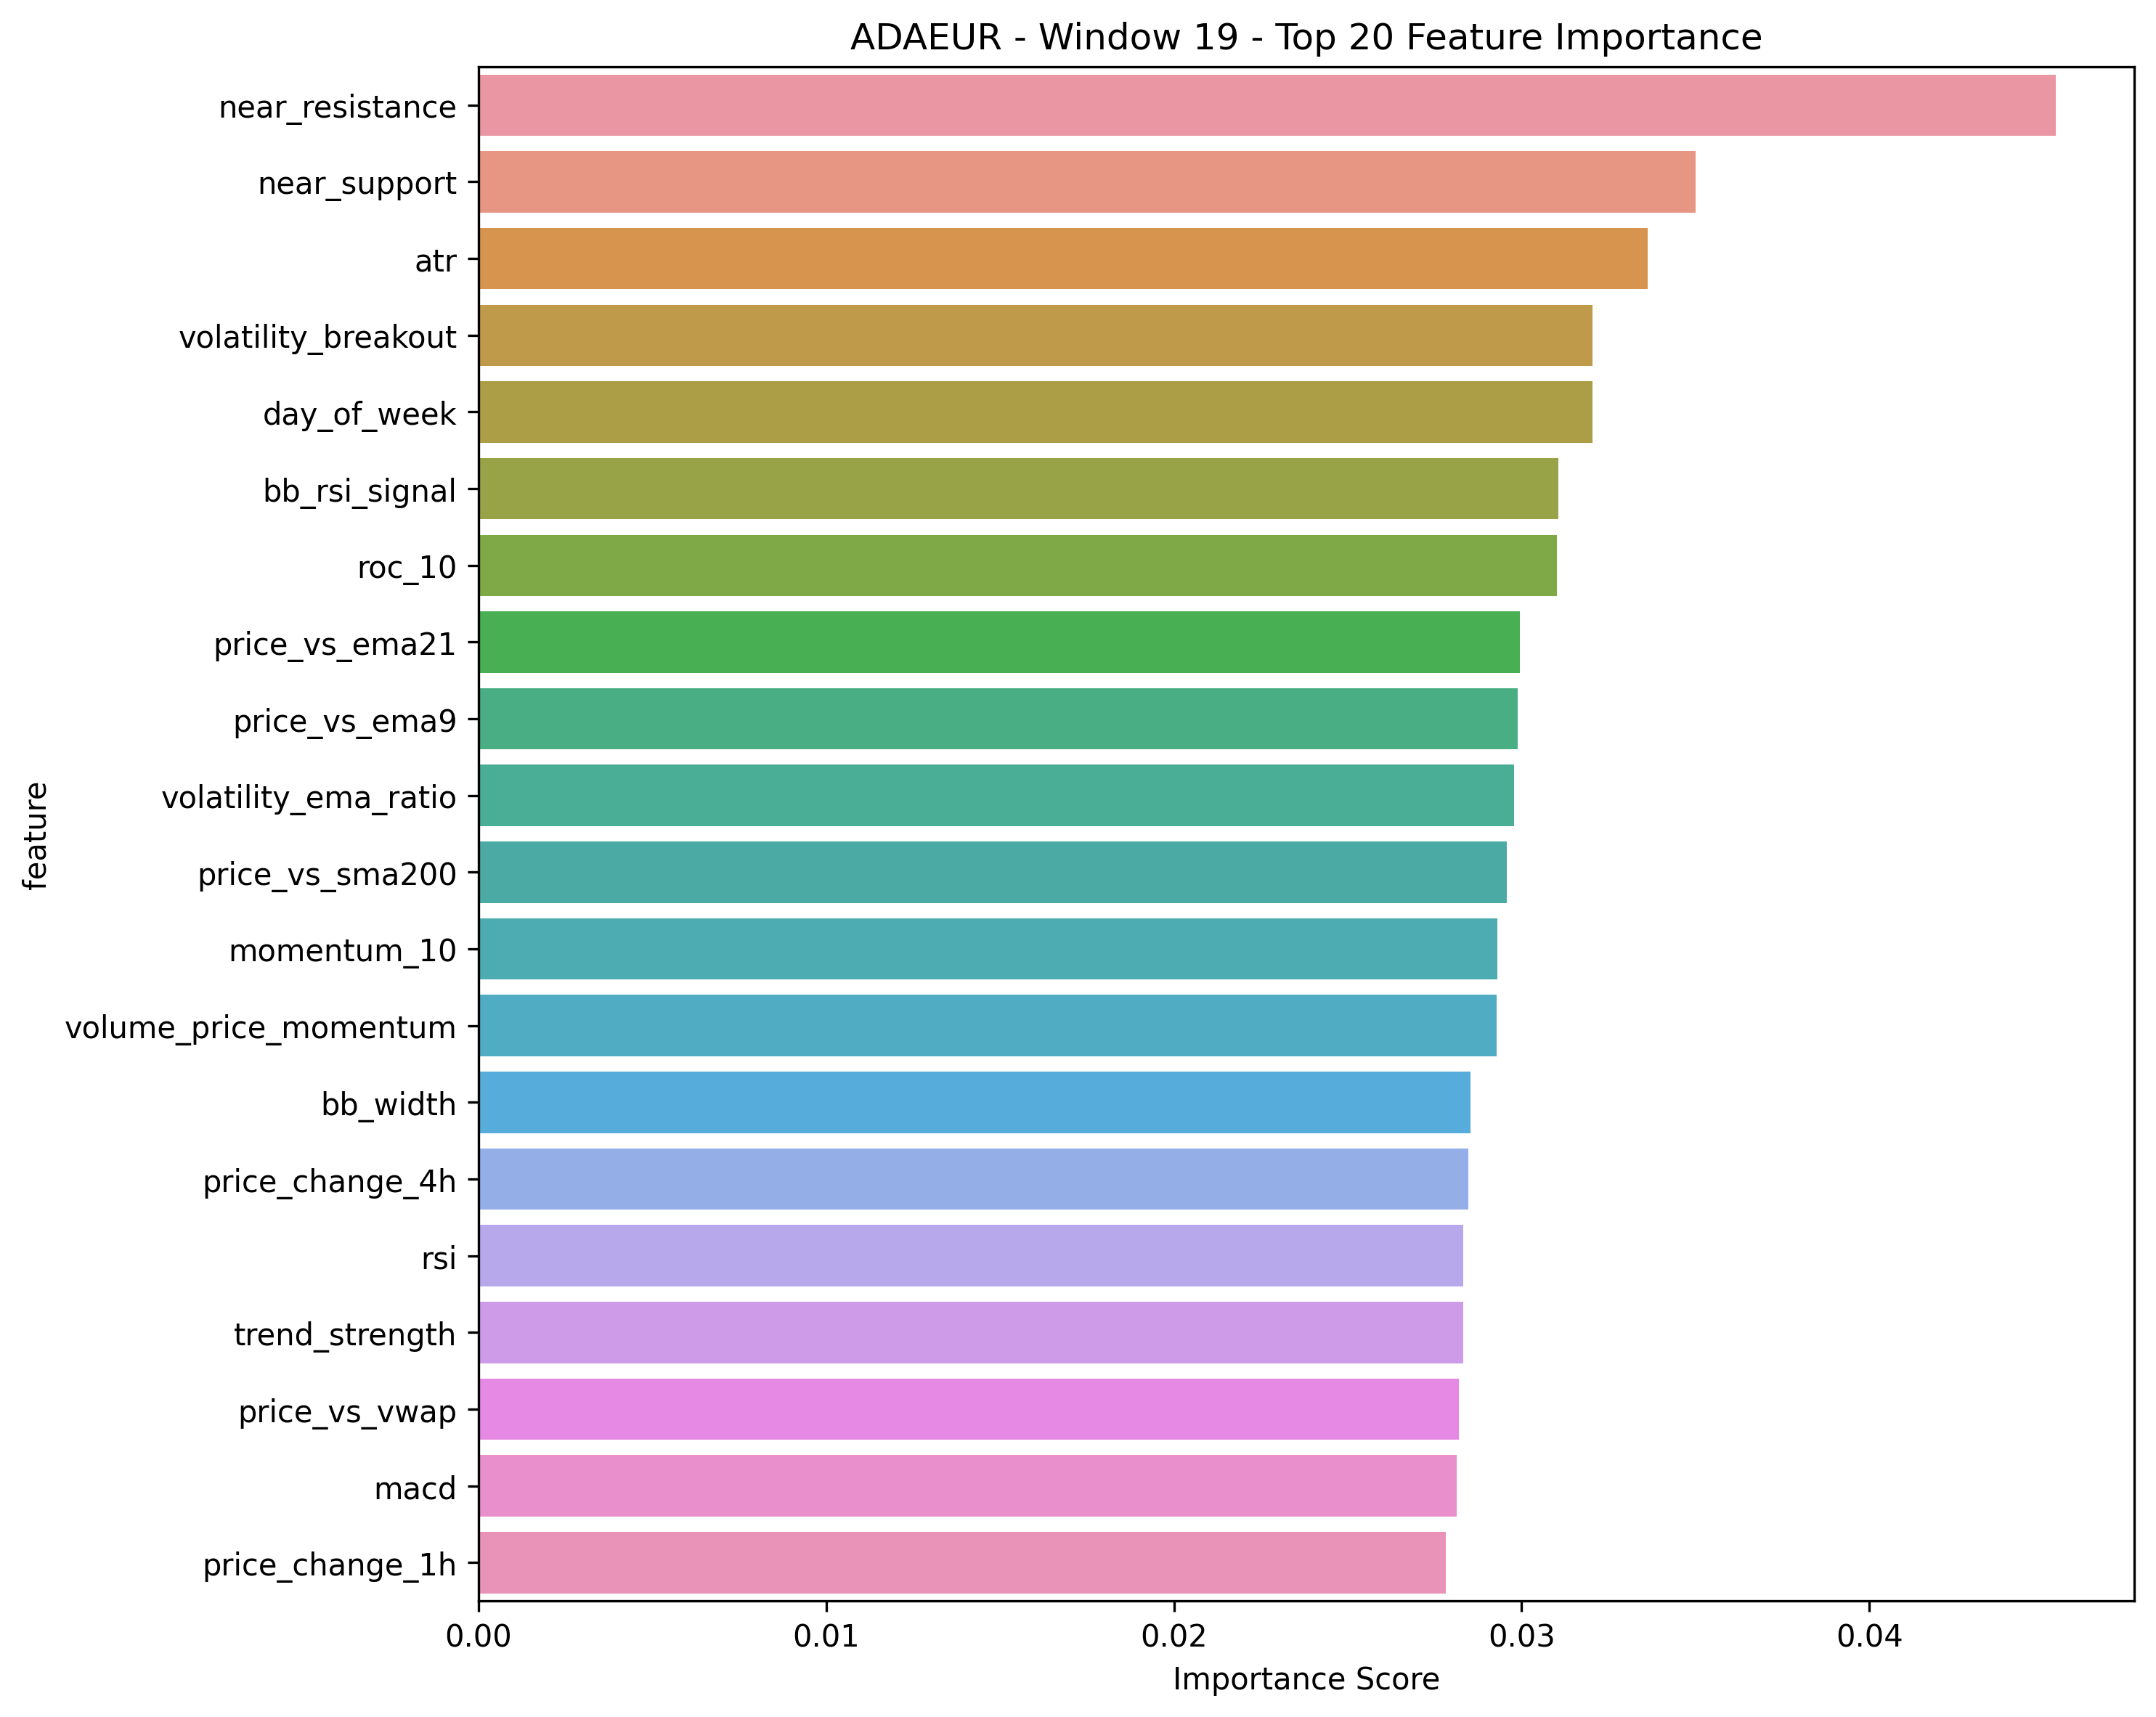 ADAEUR - Window 19 - Top 20 Feature Importance
near_resistance
near_support
atr
volatility_breakout
day_of_week
bb_rsi_signal
roc_10
price_vs_ema21
price_vs_ema9
volatility_ema_ratio
price_vs_sma200
momentum_10
volume_price_momentum
bb_width
price_change_4h
rsi
trend_strength
price_vs_vwap
macd
price_change_1h
feature
0.00 0.01 0.02 0.03 0.04
Importance Score